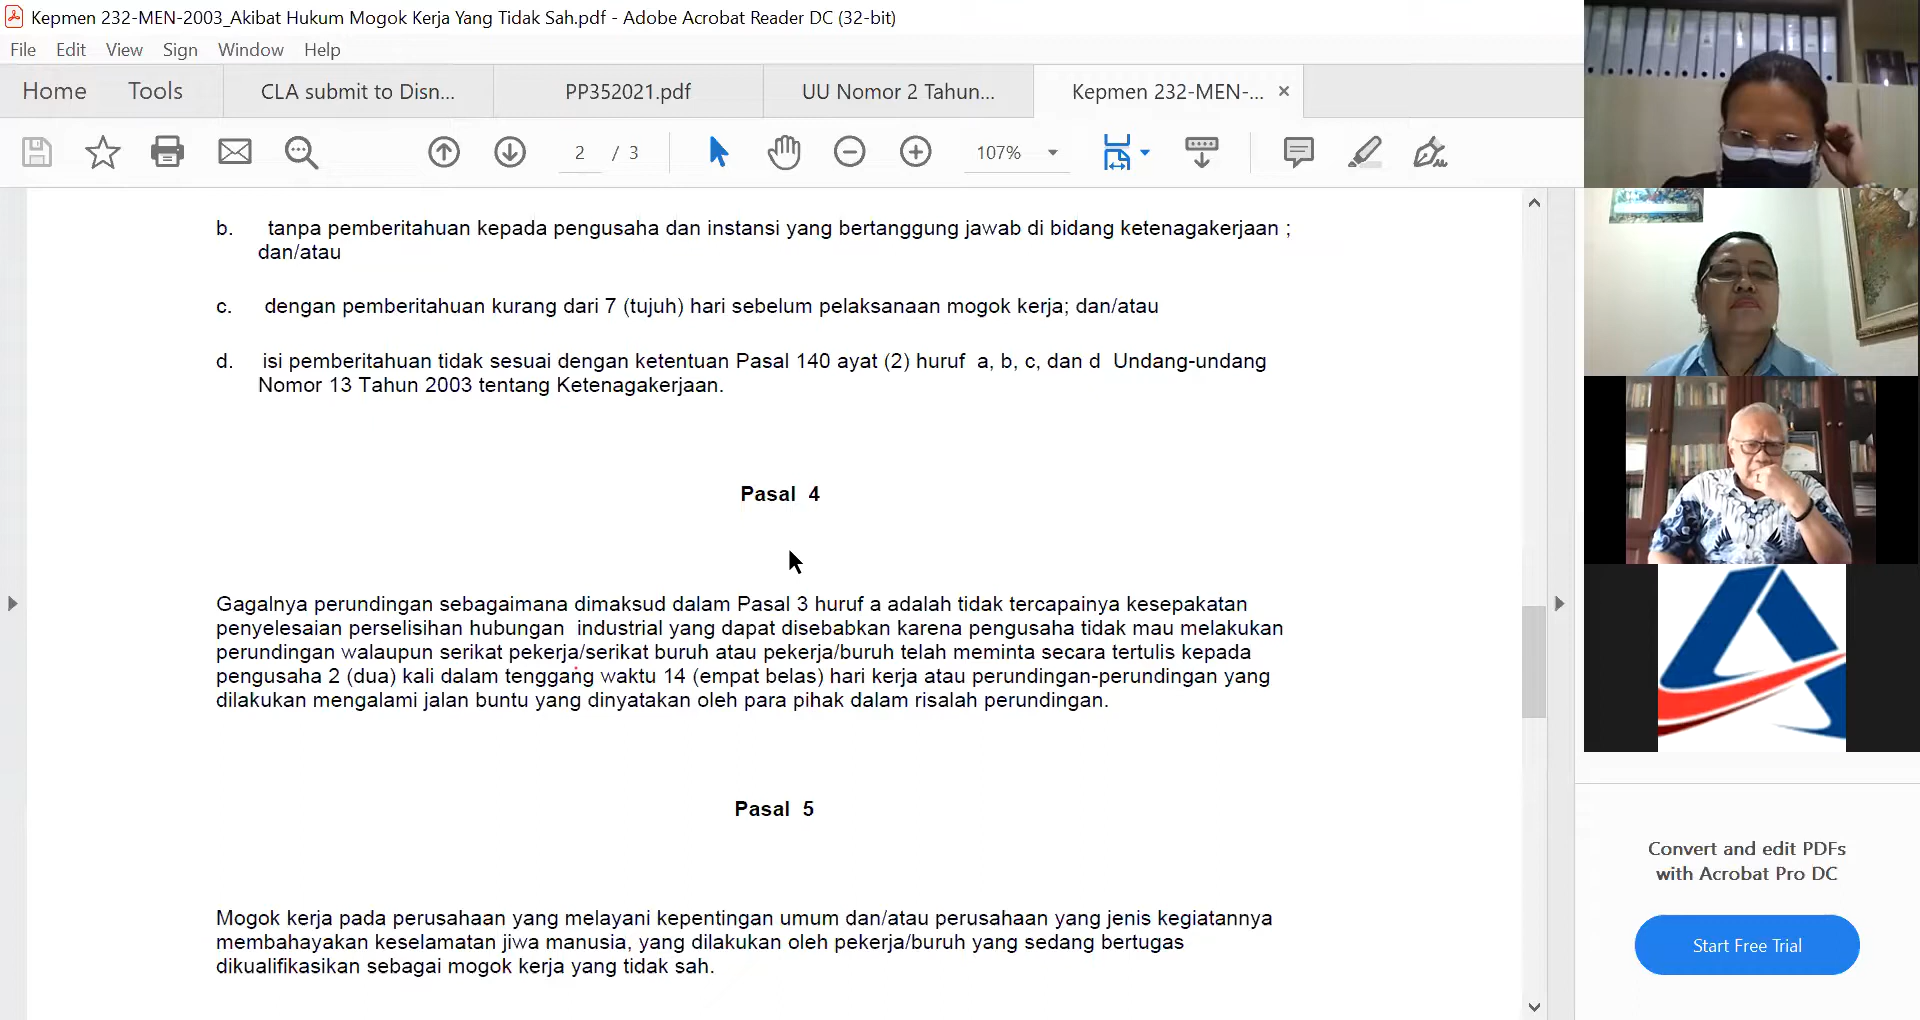 Kepmen 232-MEN-2003_Akibat Hukum Mogok Kerja Yang Tidak Sah.pdf - Adobe Acrobat Reader DC (32-bit)
File Edit View Sign Window Help
Home Tools CLA submit to Disn... PP352021.pdf UU Nomor 2 Tahun... Kepmen 232-MEN-... ×
2 / 3 107%
b. tanpa pemberitahuan kepada pengusaha dan instansi yang bertanggung jawab di bidang ketenagakerjaan ;
dan/atau
c. dengan pemberitahuan kurang dari 7 (tujuh) hari sebelum pelaksanaan mogok kerja; dan/atau
d. isi pemberitahuan tidak sesuai dengan ketentuan Pasal 140 ayat (2) huruf a, b, c, dan d Undang-undang
Nomor 13 Tahun 2003 tentang Ketenagakerjaan.
Pasal 4
Gagalnya perundingan sebagaimana dimaksud dalam Pasal 3 huruf a adalah tidak tercapainya kesepakatan
penyelesaian perselisihan hubungan industrial yang dapat disebabkan karena pengusaha tidak mau melakukan
perundingan walaupun serikat pekerja/serikat buruh atau pekerja/buruh telah meminta secara tertulis kepada
pengusaha 2 (dua) kali dalam tenggang waktu 14 (empat belas) hari kerja atau perundingan-perundingan yang
dilakukan mengalami jalan buntu yang dinyatakan oleh para pihak dalam risalah perundingan.
Pasal 5
Mogok kerja pada perusahaan yang melayani kepentingan umum dan/atau perusahaan yang jenis kegiatannya
membahayakan keselamatan jiwa manusia, yang dilakukan oleh pekerja/buruh yang sedang bertugas
dikualifikasikan sebagai mogok kerja yang tidak sah.
Convert and edit PDFs
with Acrobat Pro DC
Start Free Trial